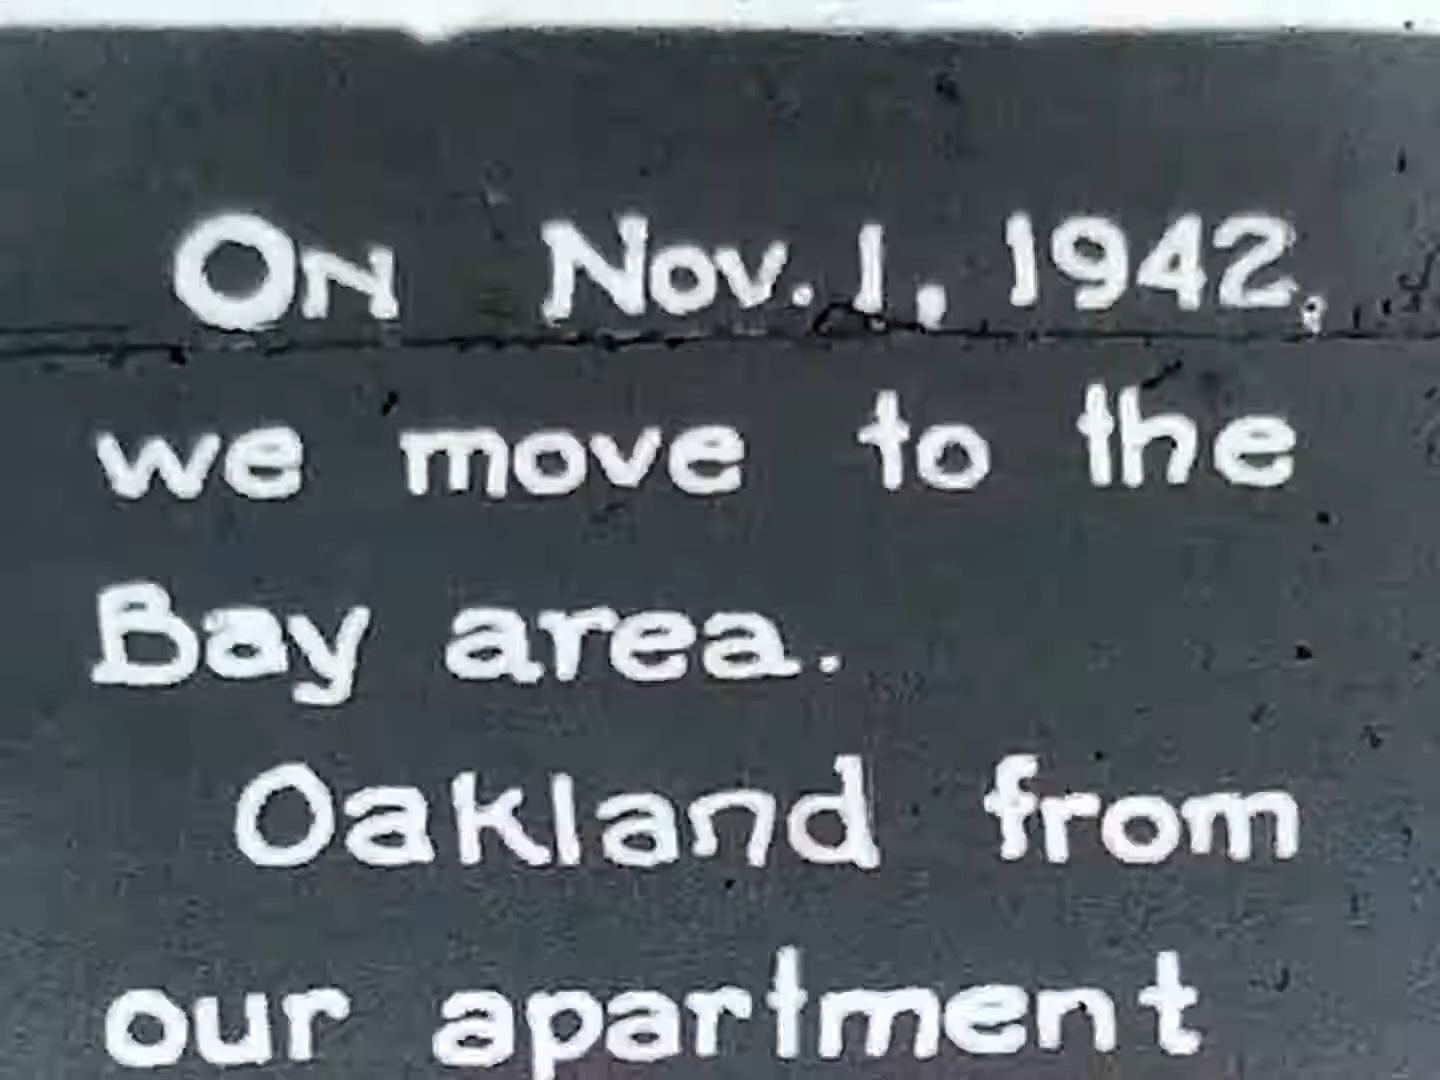 On Nov. 1, 1942,
we move to the
Bay area.
Oakland from
our apartment